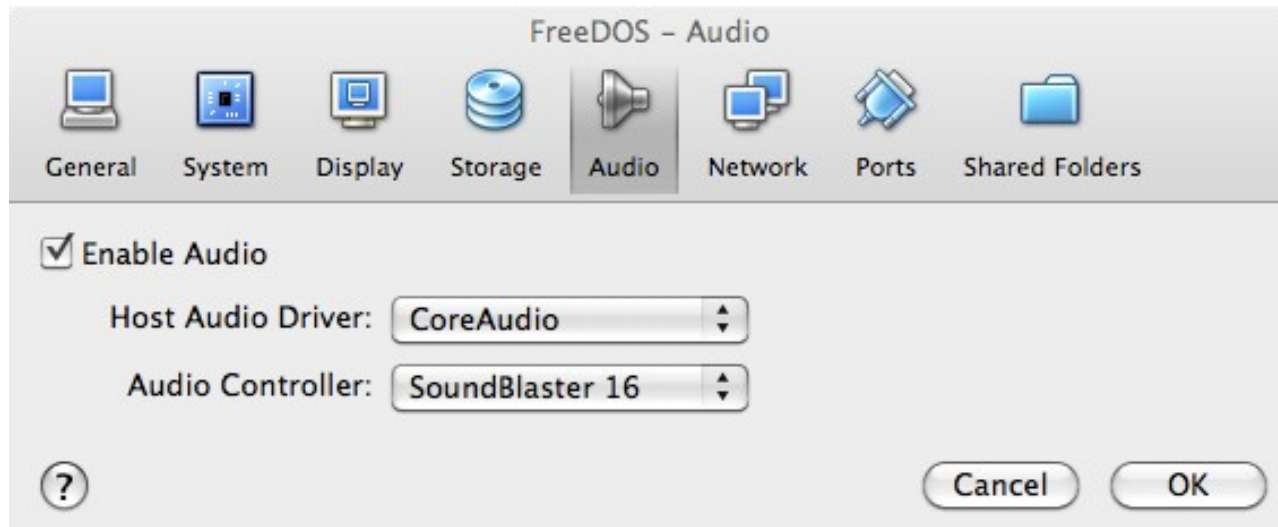 FreeDOS – Audio
General System Display Storage Audio Network Ports Shared Folders
Enable Audio
Host Audio Driver: CoreAudio
Audio Controller: SoundBlaster 16
? Cancel OK